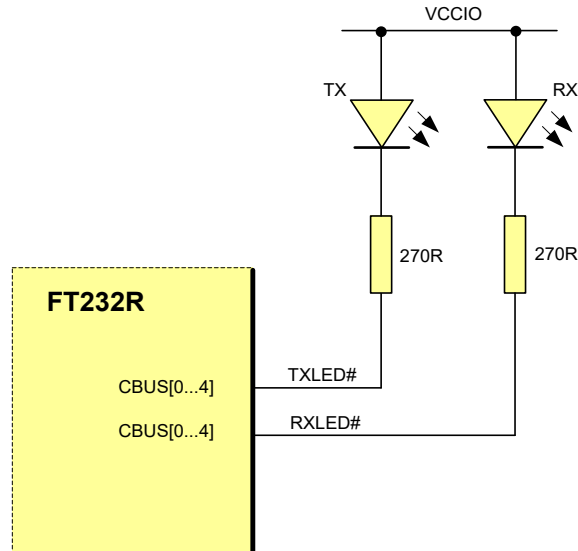 VCCIO
TX
RX
270R
270R
FT232R
TXLED#
CBUS[0...4]
RXLED#
CBUS[0...4]